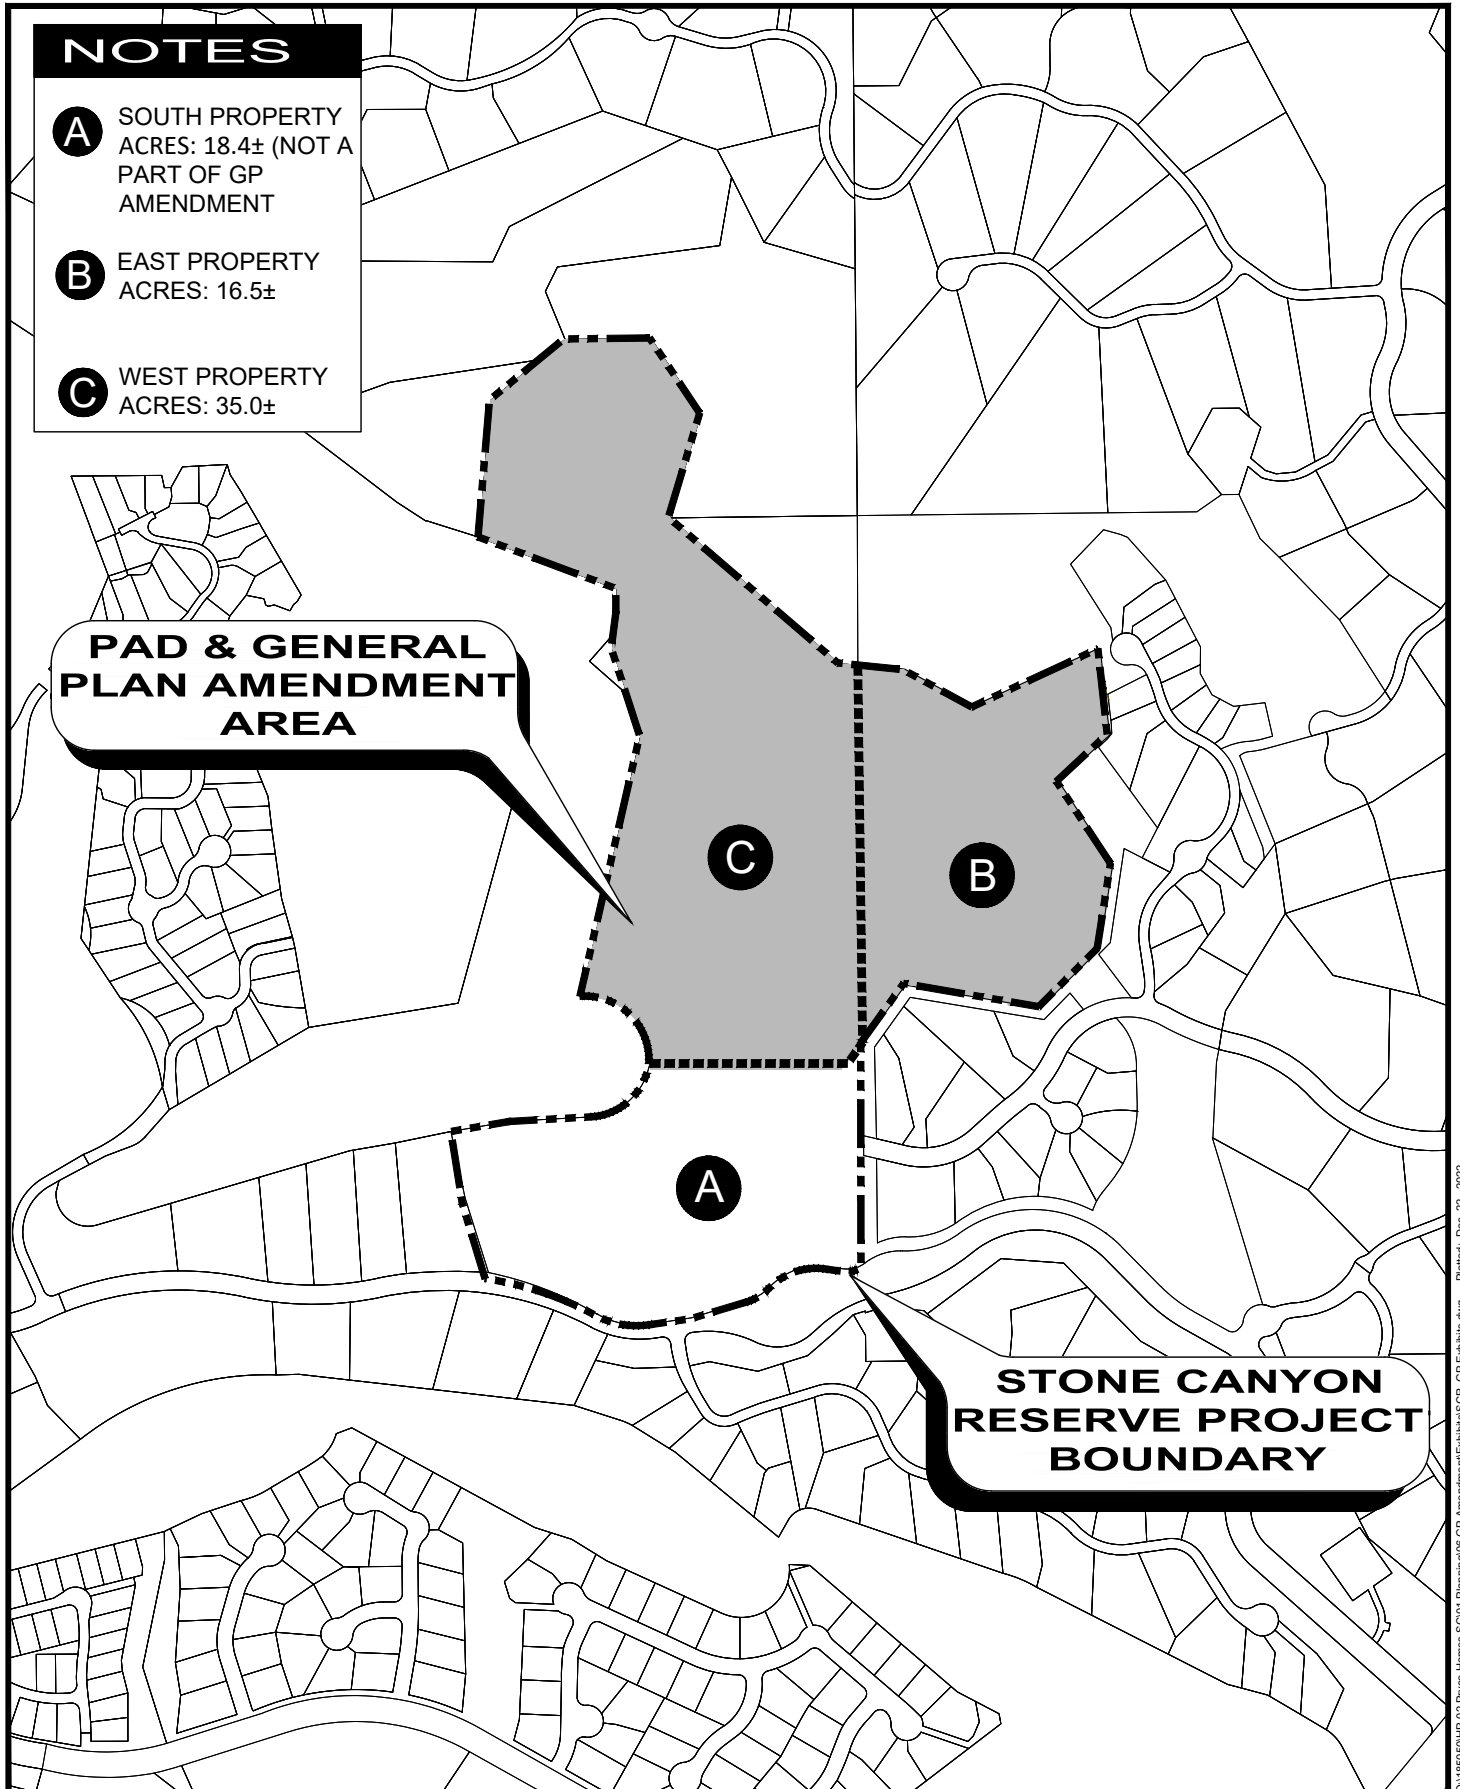 NOTES
A
SOUTH PROPERTY
ACRES: 18.4± (NOT A
PART OF GP
AMENDMENT
B
EAST PROPERTY
ACRES: 16.5±
C
WEST PROPERTY
ACRES: 35.0±
PAD & GENERAL
PLAN AMENDMENT
AREA
C
B
A
STONE CANYON
RESERVE PROJECT
BOUNDARY